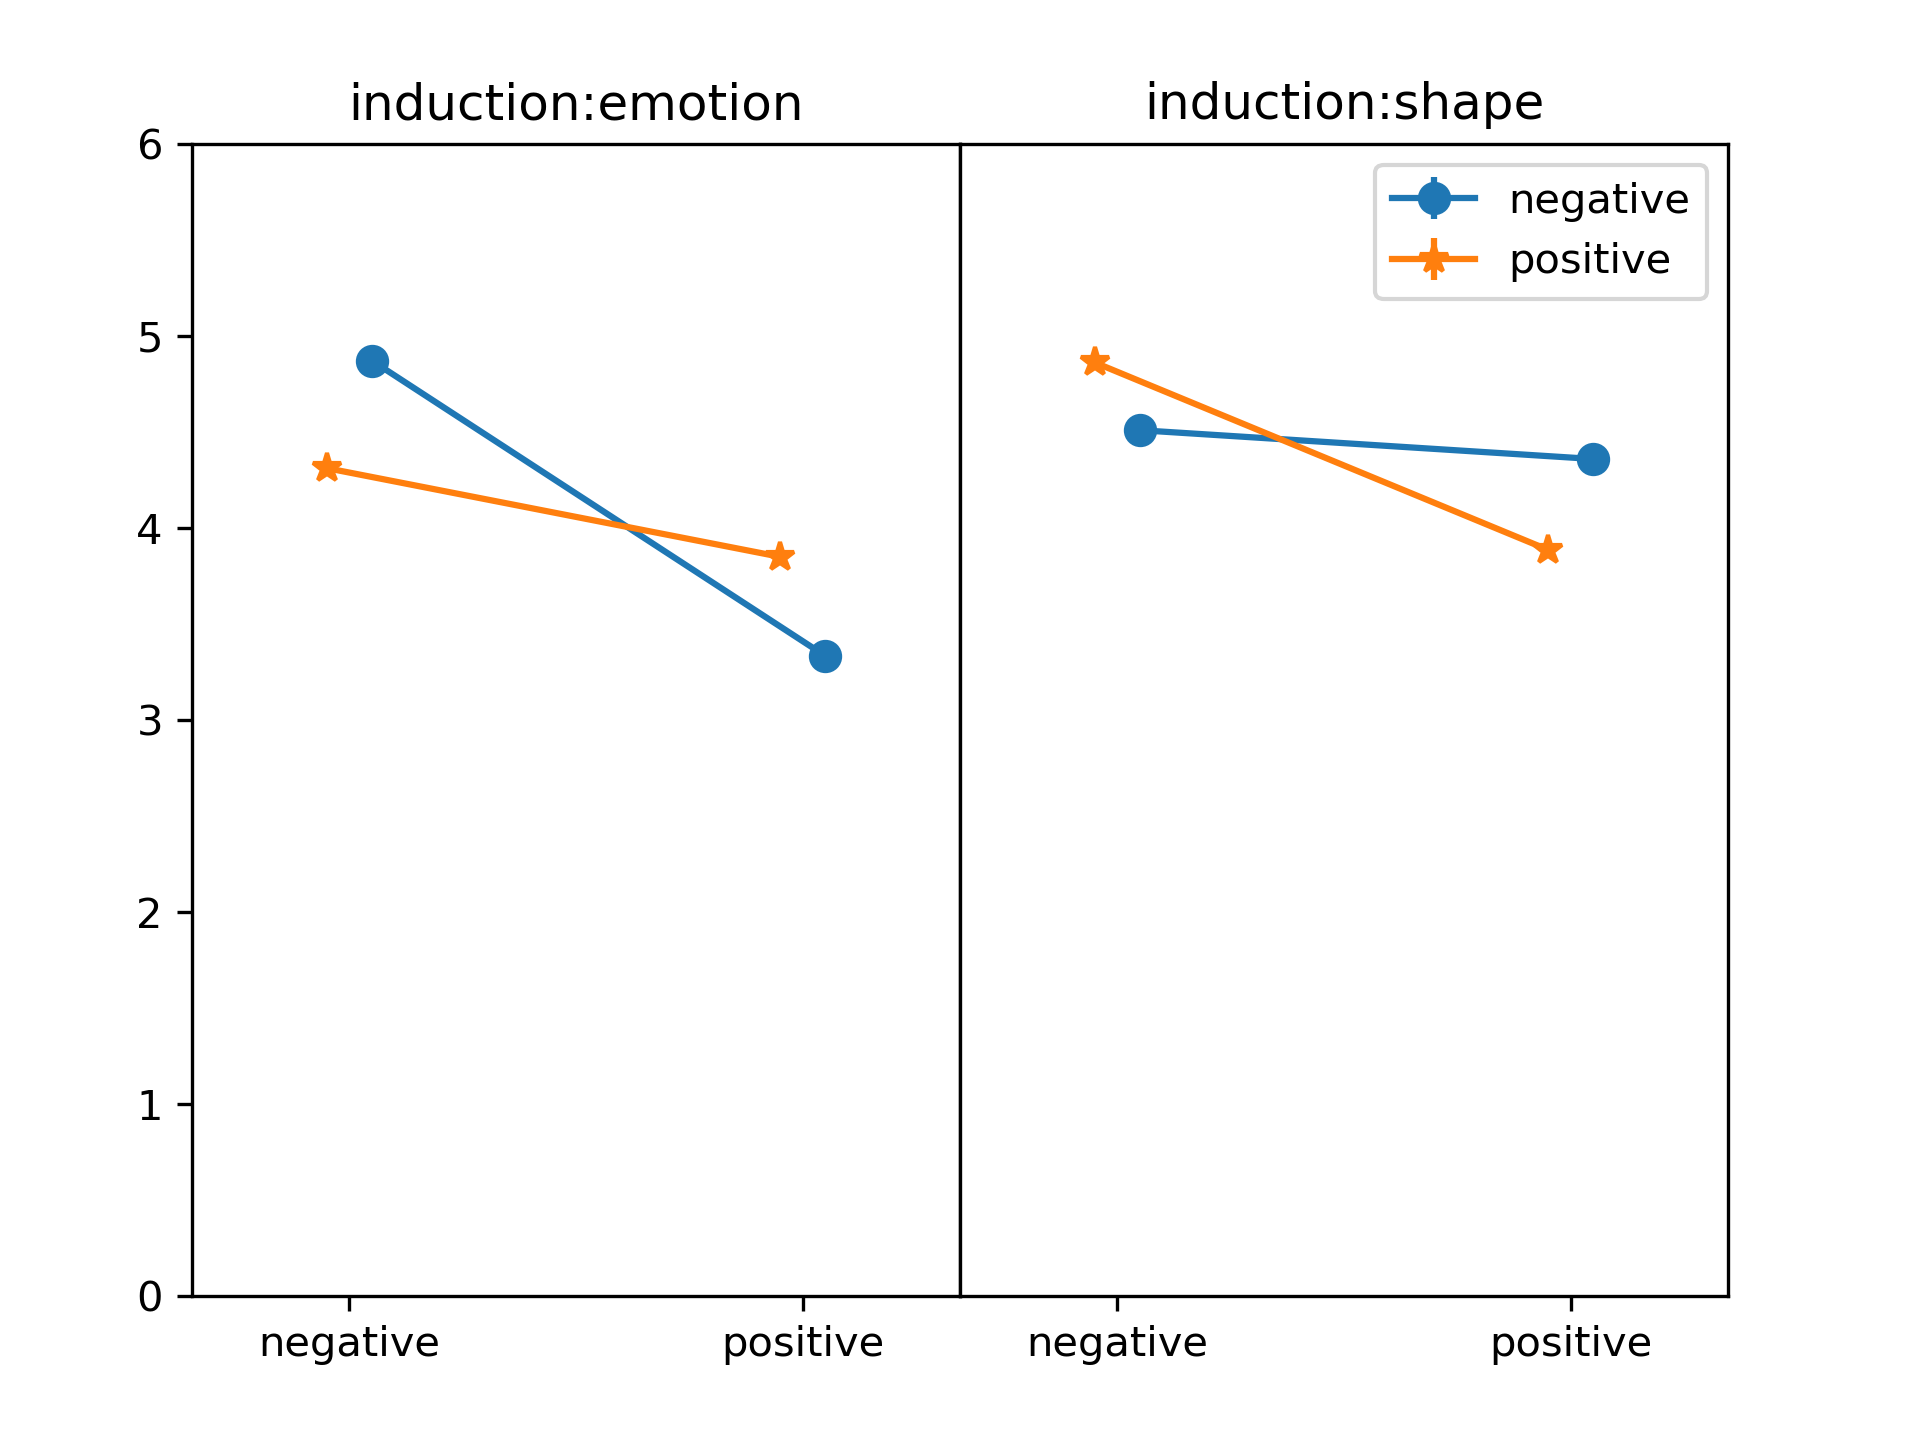 induction:emotion
induction:shape
6
5
4
3
2
1
0
negative
positive
negative
positive
negative
positive